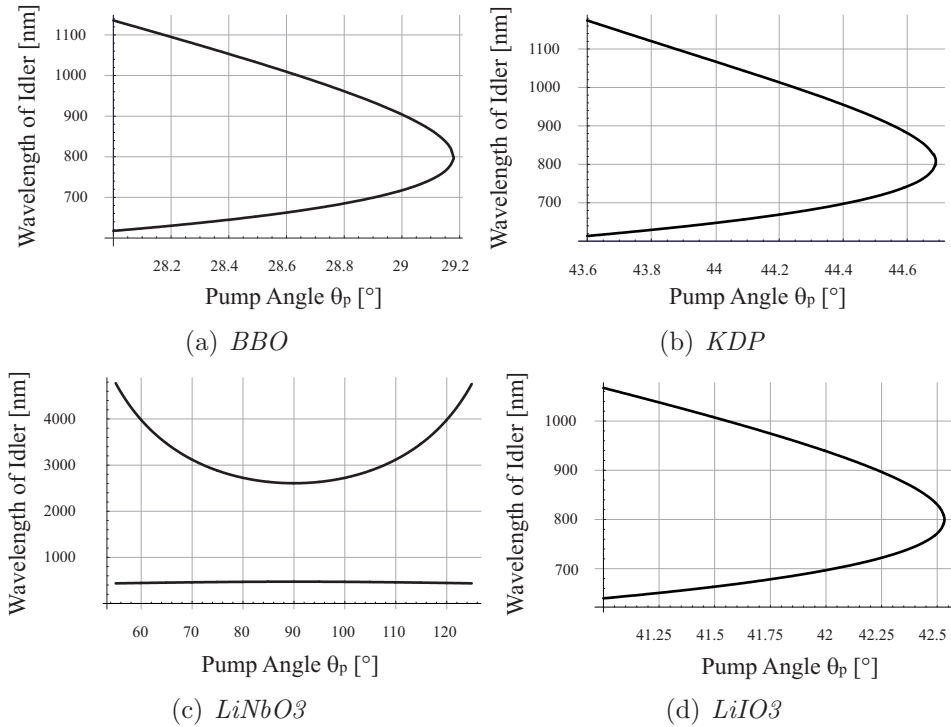 Wavelength of Idler [nm]
1100
1000
900
800
700
28.2 28.4 28.6 28.8 29 29.2
Pump Angle θp [°]
(a) BBO
Wavelength of Idler [nm]
1100
1000
900
800
700
43.6 43.8 44 44.2 44.4 44.6
Pump Angle θp [°]
(b) KDP
Wavelength of Idler [nm]
4000
3000
2000
1000
60 70 80 90 100 110 120
Pump Angle θp [°]
(c) LiNbO3
Wavelength of Idler [nm]
1000
900
800
700
41.25 41.5 41.75 42 42.25 42.5
Pump Angle θp [°]
(d) LiIO3